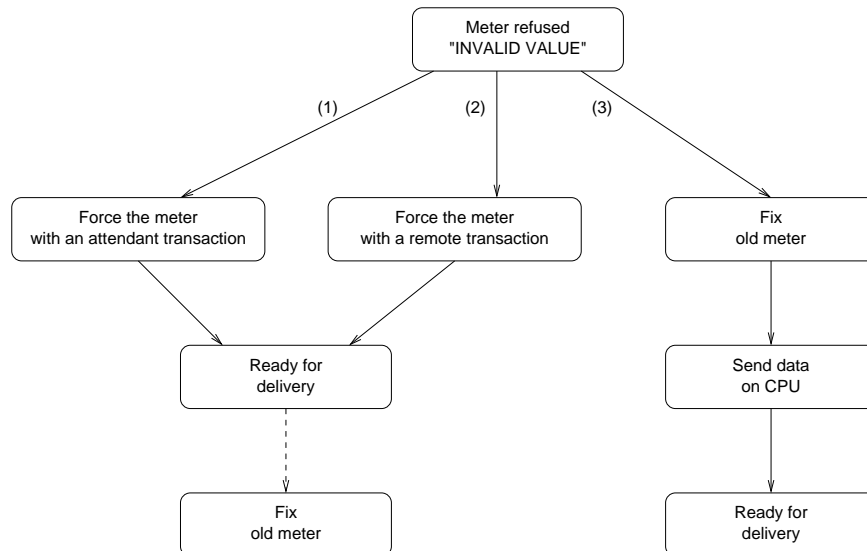 Meter refused
"INVALID VALUE"
(1)
(2)
(3)
Force the meter
with an attendant transaction
Force the meter
with a remote transaction
Fix
old meter
Ready for
delivery
Send data
on CPU
Fix
old meter
Ready for
delivery